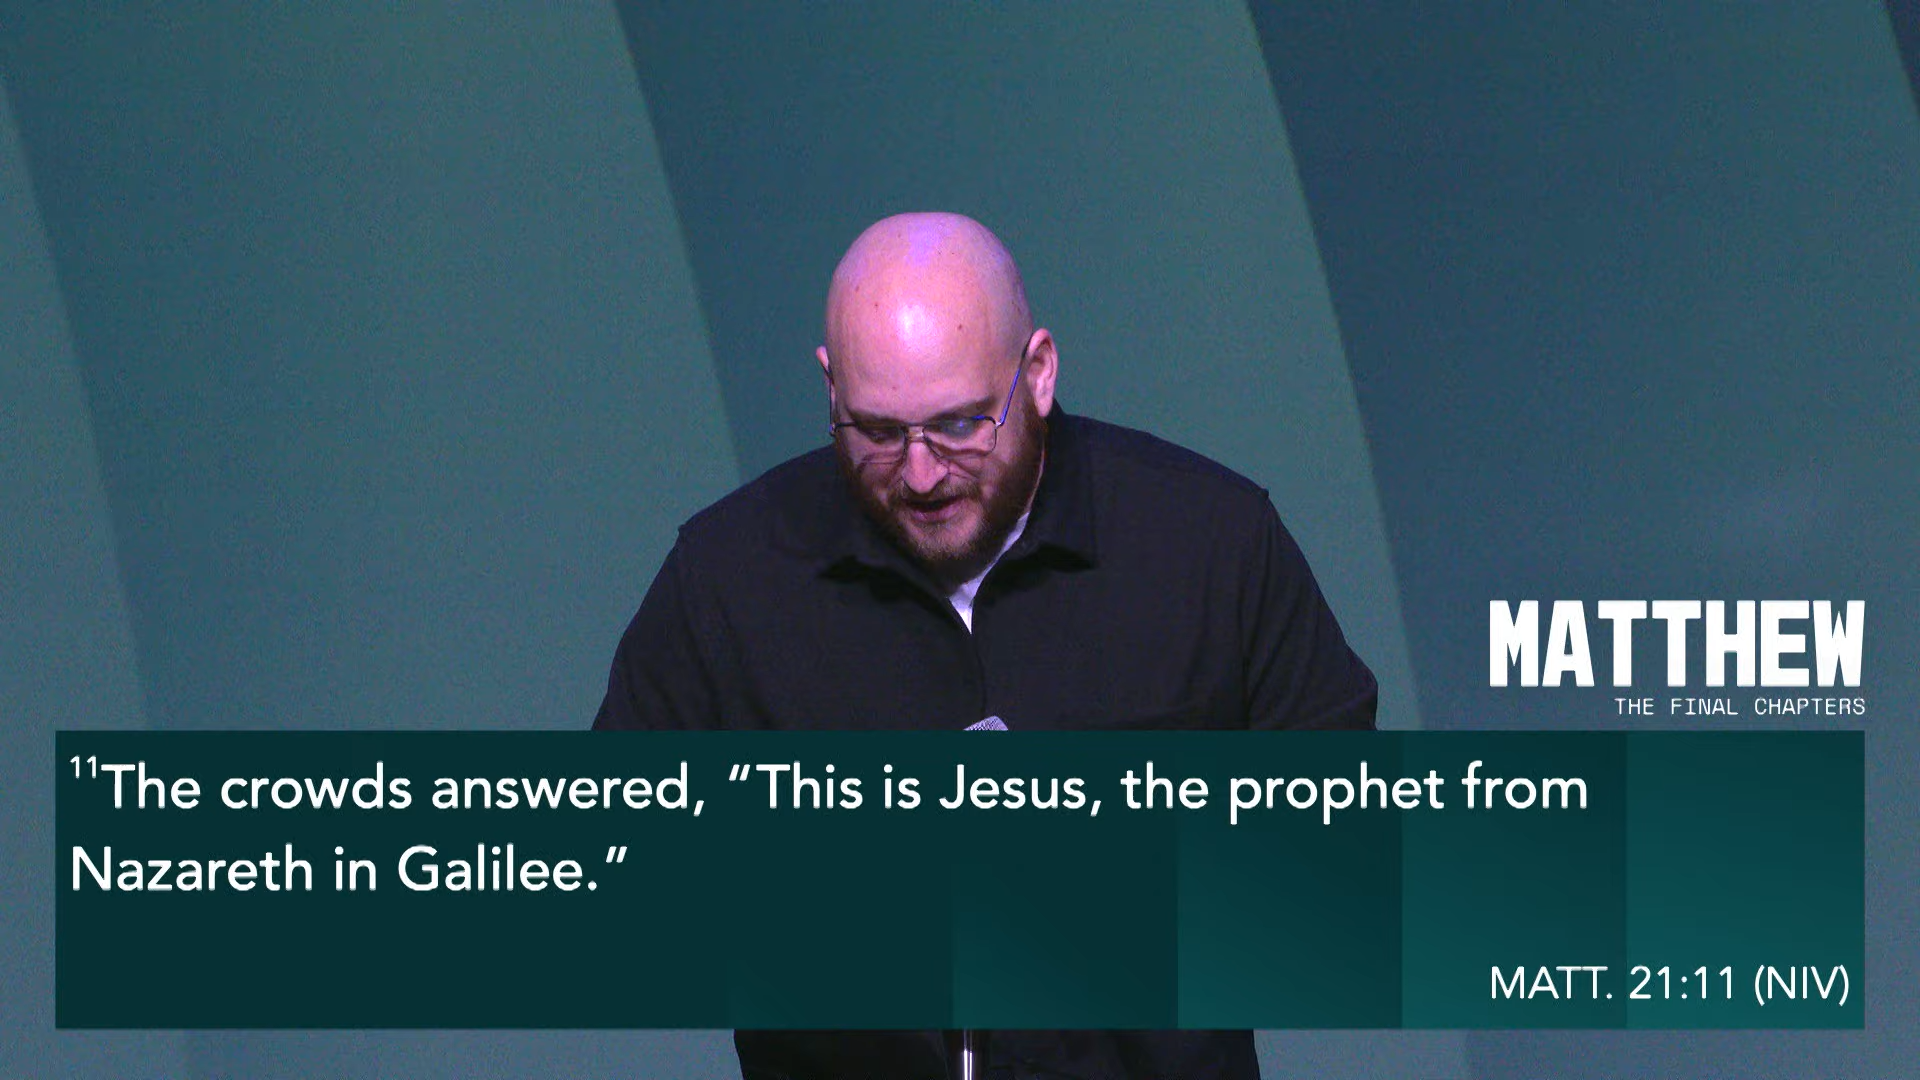 MATTHEW
THE FINAL CHAPTERS
¹¹The crowds answered, “This is Jesus, the prophet from
Nazareth in Galilee.”
MATT. 21:11 (NIV)